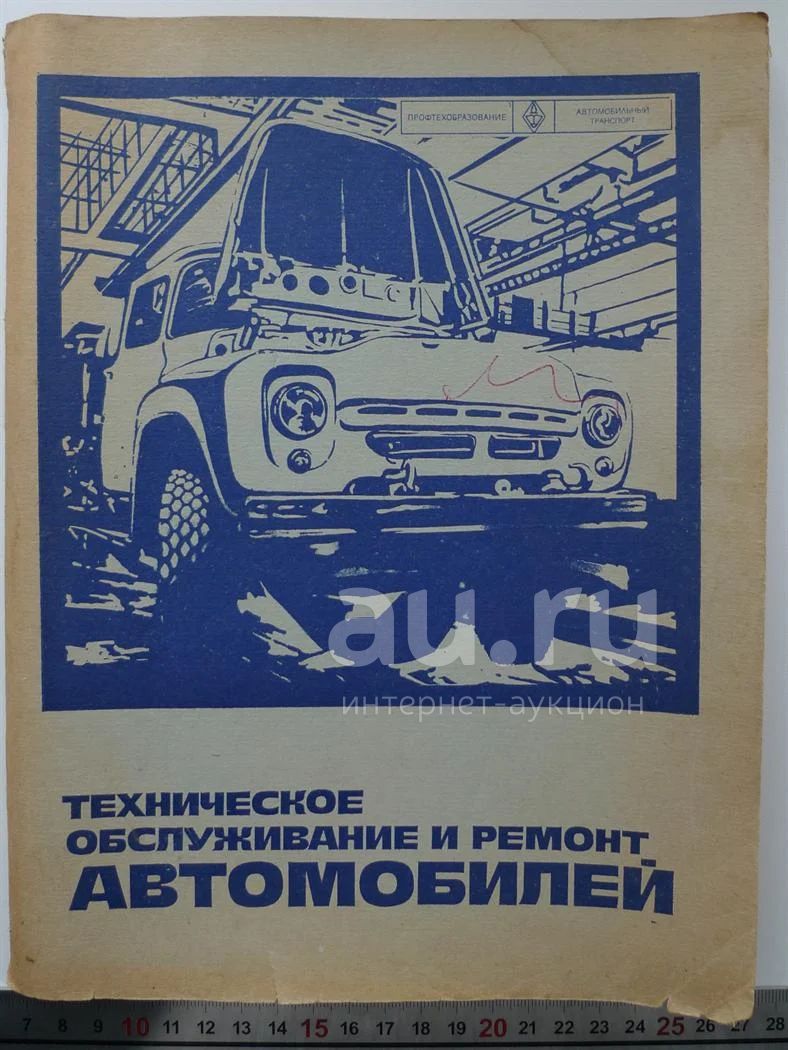 ПРОФТЕХОБРАЗОВАНИЕ
АВТОМОБИЛЬНЫЙ
ТРАНСПОРТ
au.ru
интернет-аукцион
ТЕХНИЧЕСКОЕ
ОБСЛУЖИВАНИЕ И РЕМОНТ
АВТОМОБИЛЕЙ
7 8 9 10 11 12 13 14 15 16 17 18 19 20 21 22 23 24 25 26 27 28